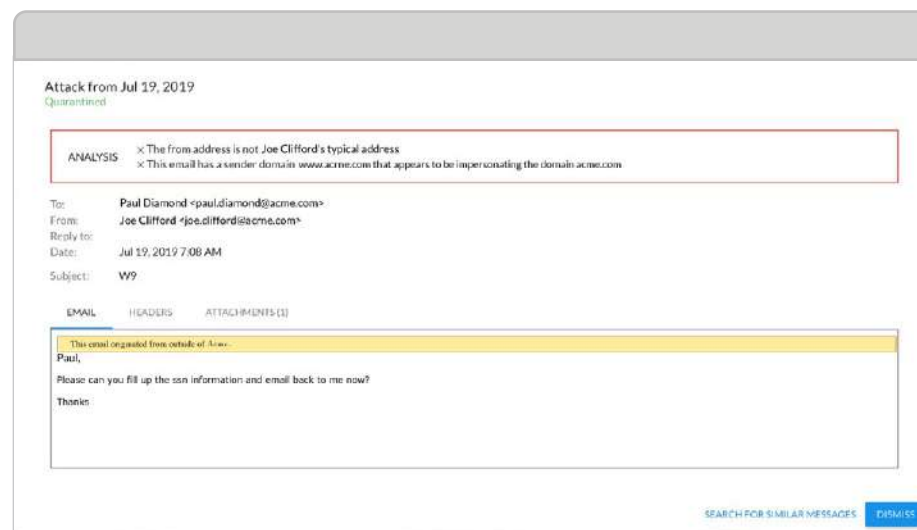 Attack from Jul 19, 2019
Quarantined
ANALYSIS
× The from address is not Joe Clifford's typical address
× This email has a sender domain www.acrne.com that appears to be impersonating the domain acme.com
To: Paul Diamond <paul.diamond@acme.com>
From: Joe Clifford <joe.clifford@acrne.com>
Reply to:
Date: Jul 19, 2019 7:08 AM
Subject: W9
EMAIL HEADERS ATTACHMENTS (1)
This email originated from outside of Acme.
Paul,
Please can you fill up the ssn information and email back to me now?
Thanks
SEARCH FOR SIMILAR MESSAGES DISMISS